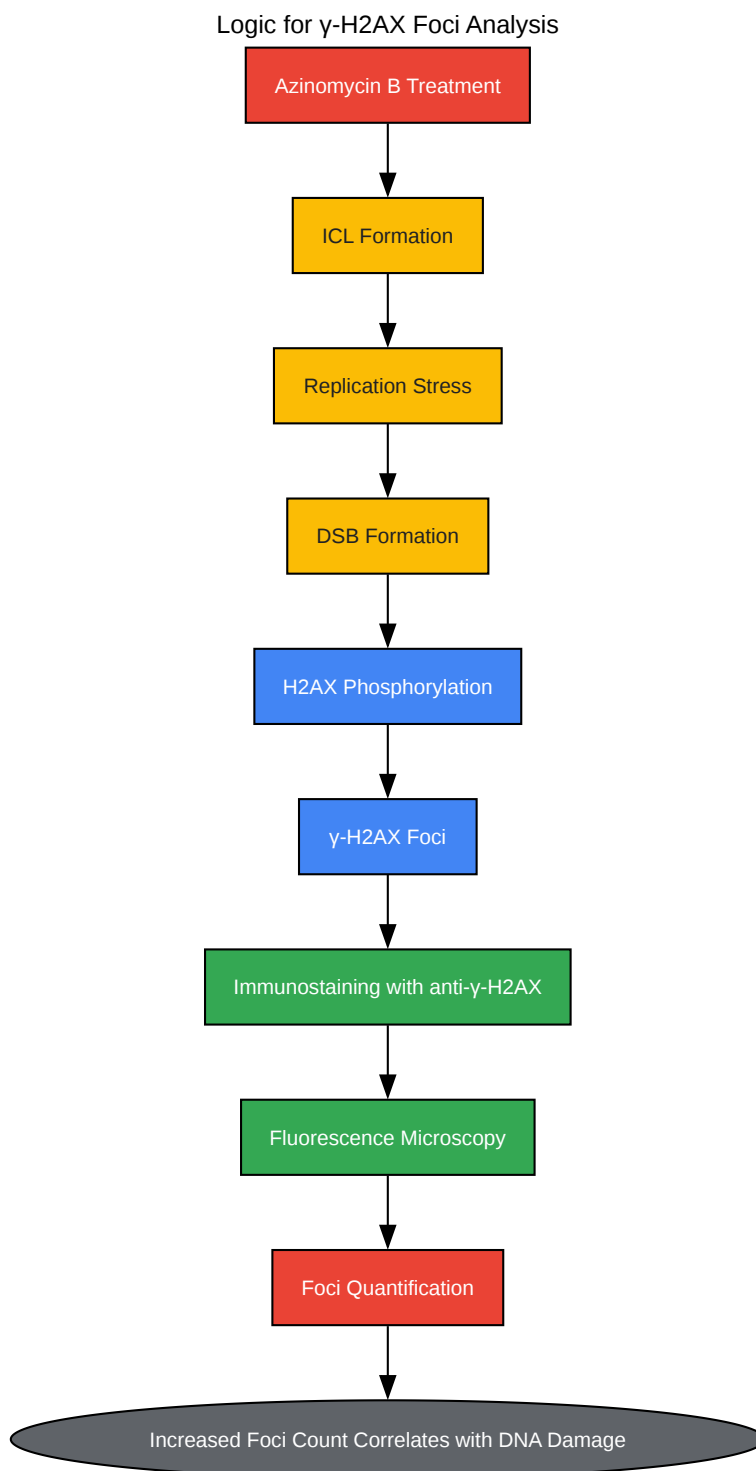 Logic for γ-H2AX Foci Analysis
Azinomycin B Treatment
ICL Formation
Replication Stress
DSB Formation
H2AX Phosphorylation
γ-H2AX Foci
Immunostaining with anti-γ-H2AX
Fluorescence Microscopy
Foci Quantification
Increased Foci Count Correlates with DNA Damage